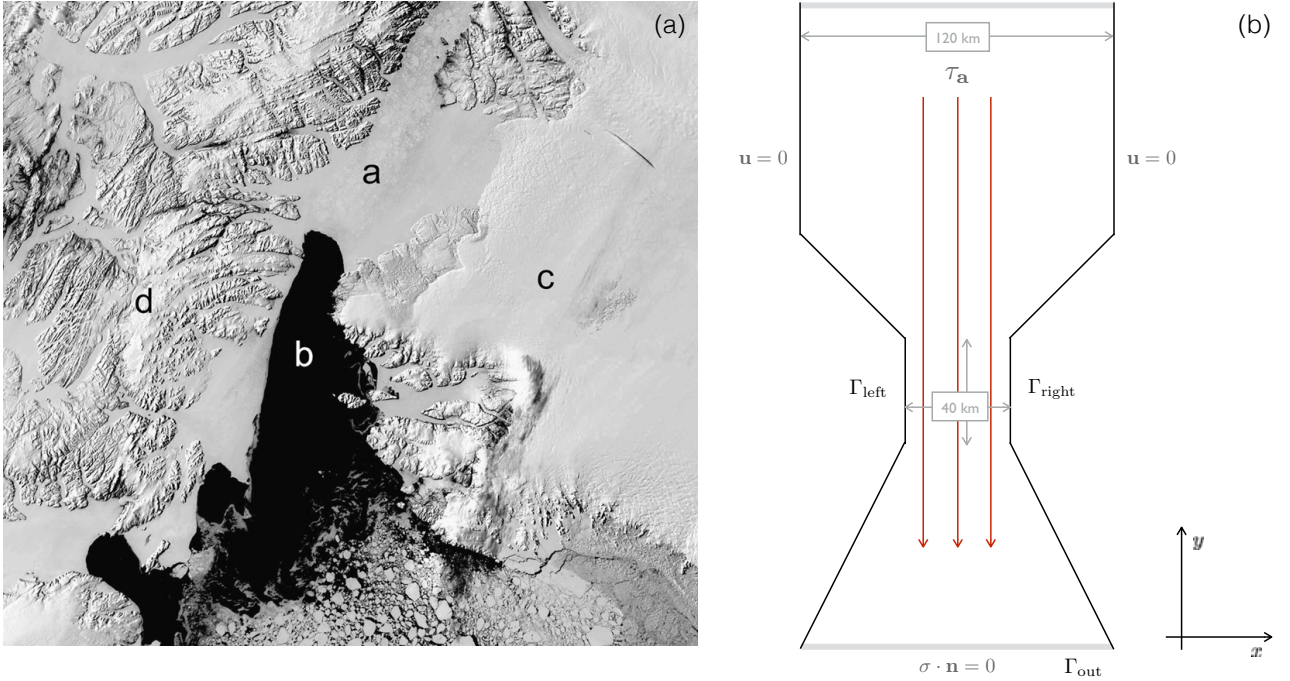 (a)
a
b
c
d
(b)
120 km
τₐ
u = 0
u = 0
Γleft
40 km
Γright
y
x
σ · n = 0
Γout